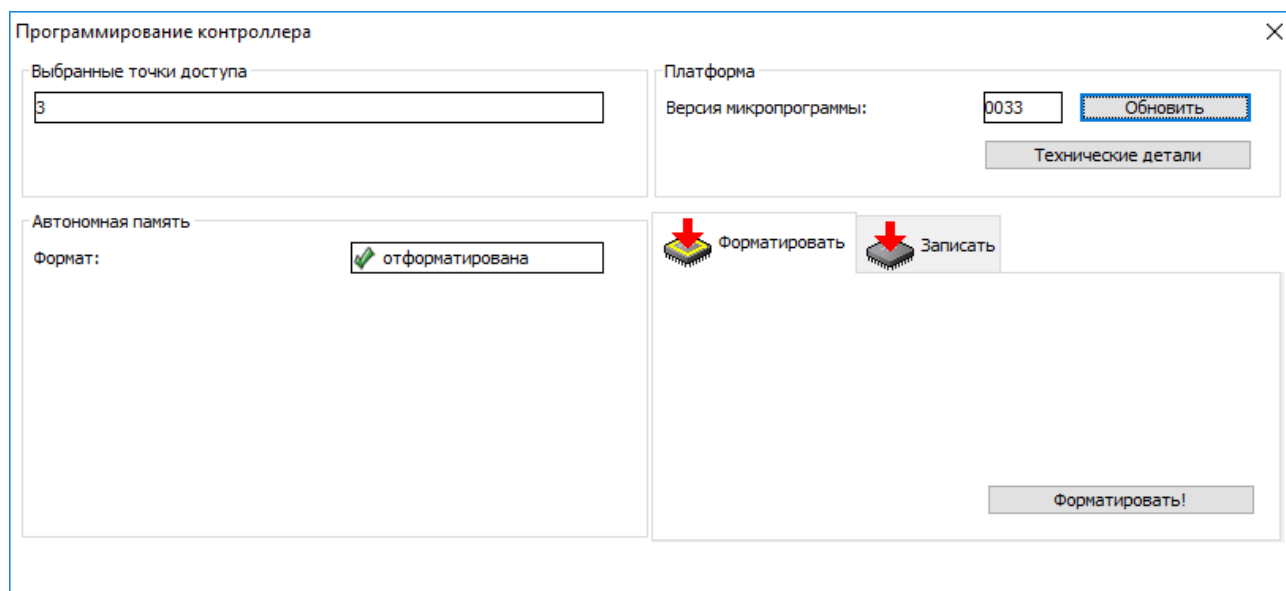 Программирование контроллера
Выбранные точки доступа
3
Платформа
Версия микропрограммы: 0033 Обновить
Технические детали
Автономная память
Формат: отформатирована
Форматировать Записать
Форматировать!